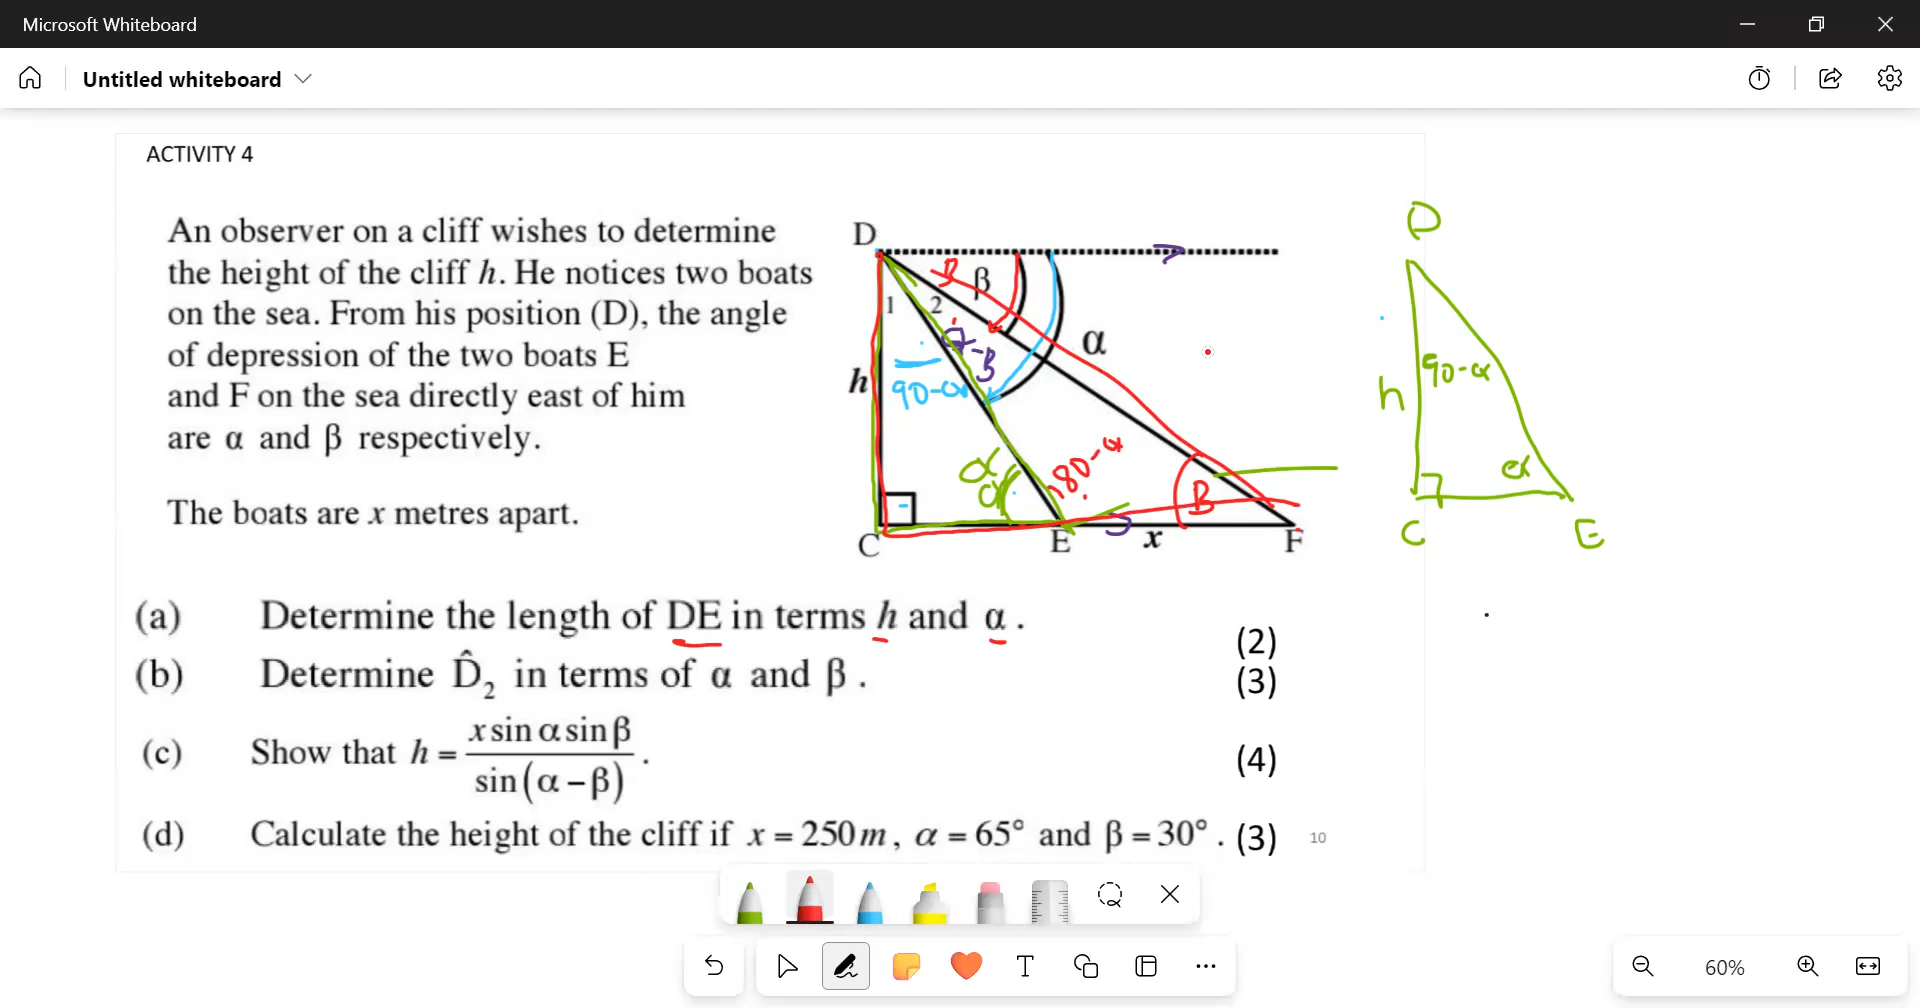 Microsoft Whiteboard
Untitled whiteboard
ACTIVITY 4
An observer on a cliff wishes to determine
the height of the cliff h. He notices two boats
on the sea. From his position (D), the angle
of depression of the two boats E
and F on the sea directly east of him
are α and β respectively.
The boats are x metres apart.
D
B
β
1
2
α
α-B
h
90-α
α
α
180-α
B
C
E
x
F
D
90-α
h
α
C
E
(a) Determine the length of DE in terms h and α . (2)
(b) Determine D̂₂ in terms of α and β . (3)
(c) Show that h = x sin α sin β / sin(α − β) . (4)
(d) Calculate the height of the cliff if x = 250 m , α = 65° and β = 30° . (3)
10
60%